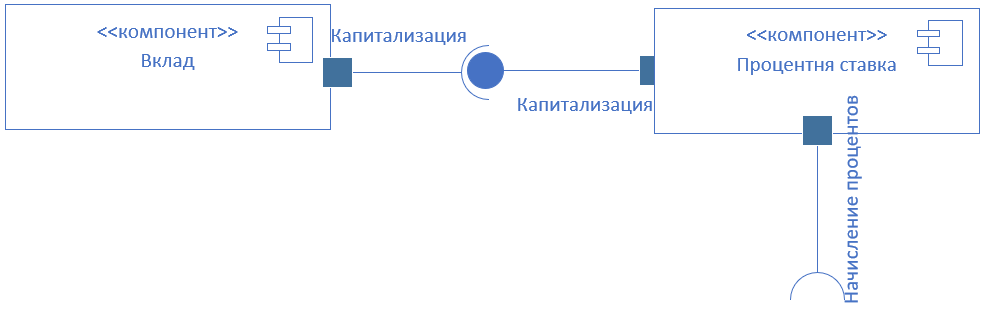 <<компонент>>
Вклад
Капитализация
Капитализация
<<компонент>>
Процентня ставка
Начисление процентов